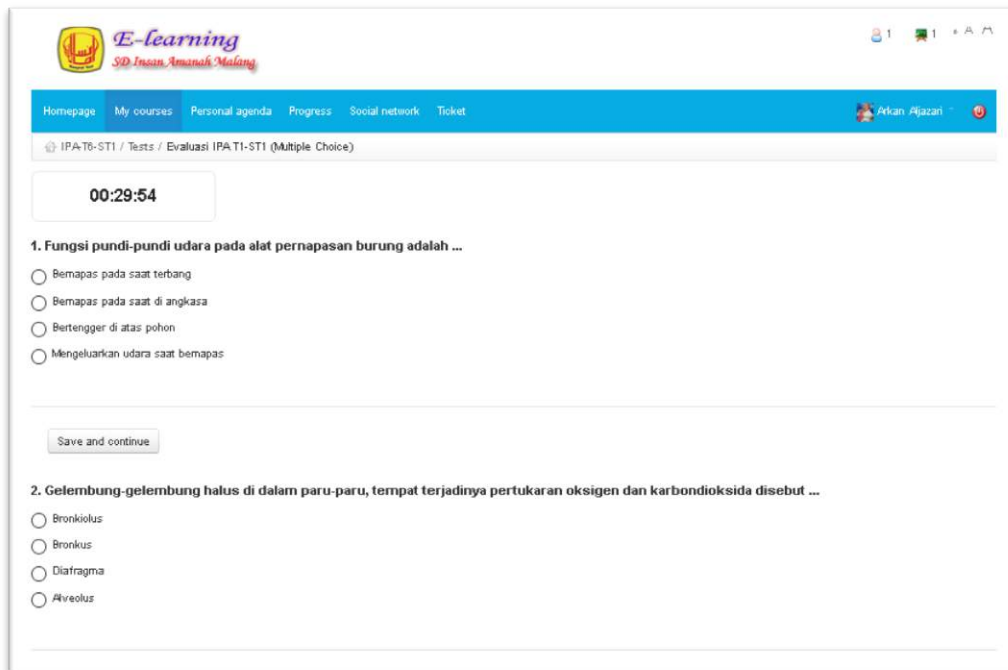 E-learning
SD Insan Amanah Malang
1 1 A A
Homepage My courses Personal agenda Progress Social network Ticket Arkan Aljazari
IPA-T6-ST1 / Tests / Evaluasi IPA T1-ST1 (Multiple Choice)
00:29:54
1. Fungsi pundi-pundi udara pada alat pernapasan burung adalah ...
Bernapas pada saat terbang
Bernapas pada saat di angkasa
Bertengger di atas pohon
Mengeluarkan udara saat bernapas
Save and continue
2. Gelembung-gelembung halus di dalam paru-paru, tempat terjadinya pertukaran oksigen dan karbondioksida disebut ...
Bronkiolus
Bronkus
Diafragma
Alveolus